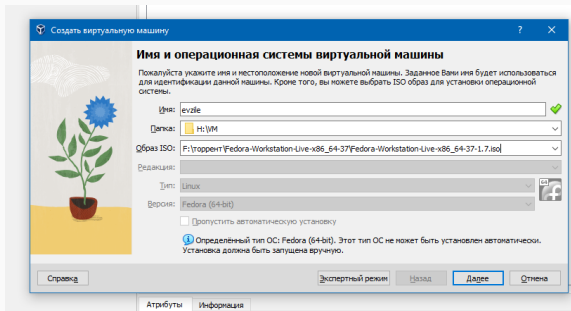 Создать виртуальную машину
? ×
Имя и операционная системы виртуальной машины
Пожалуйста укажите имя и местоположение новой виртуальной машины. Заданное Вами имя будет использоваться
для идентификации данной машины. Кроме того, вы можете выбрать ISO образ для установки операционной
системы.
Имя: evzlie
Папка: H:\VM
Образ ISO: F:\торрент\Fedora-Workstation-Live-x86_64-37\Fedora-Workstation-Live-x86_64-37-1.7.iso
Редакция:
Тип: Linux
64
Версия: Fedora (64-bit)
Пропустить автоматическую установку
Определённый тип ОС: Fedora (64-bit). Этот тип ОС не может быть установлен автоматически.
Установка должна быть запущена вручную.
Справка Экспертный режим Назад Далее Отмена
Атрибуты Информация